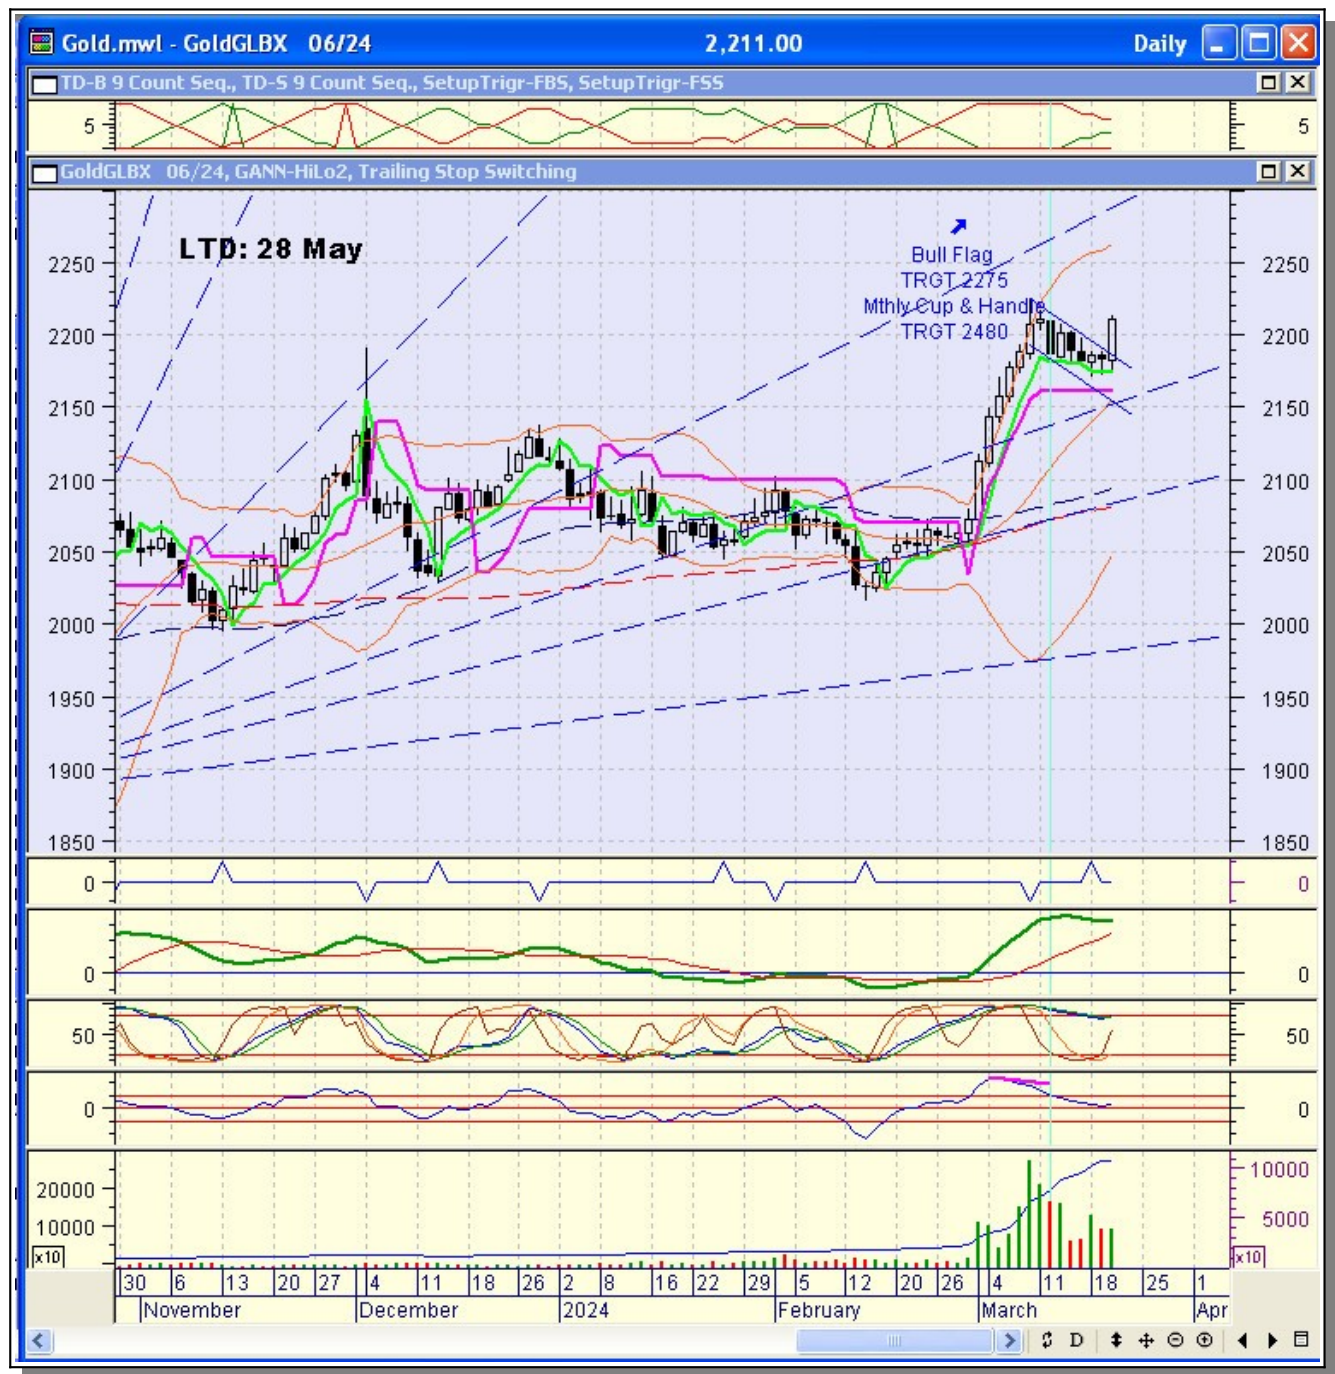 Gold.mwl - GoldGLBX 06/24 2,211.00 Daily
TD-B 9 Count Seq., TD-S 9 Count Seq., SetupTrigr-FBS, SetupTrigr-FSS
5 5
GoldGLBX 06/24, GANN-HiLo2, Trailing Stop Switching
LTD: 28 May
Bull Flag
TRGT 2275
Mthly Cup & Handle
TRGT 2480
2250 2250
2200 2200
2150 2150
2100 2100
2050 2050
2000 2000
1950 1950
1900 1900
1850 1850
0 0
0 0
50 50
0 0
20000 10000
10000 5000
x10 x10
30 6 13 20 27 4 11 18 26 2 8 16 22 29 5 12 20 26 4 11 18 25 1
November December 2024 February March Apr
D